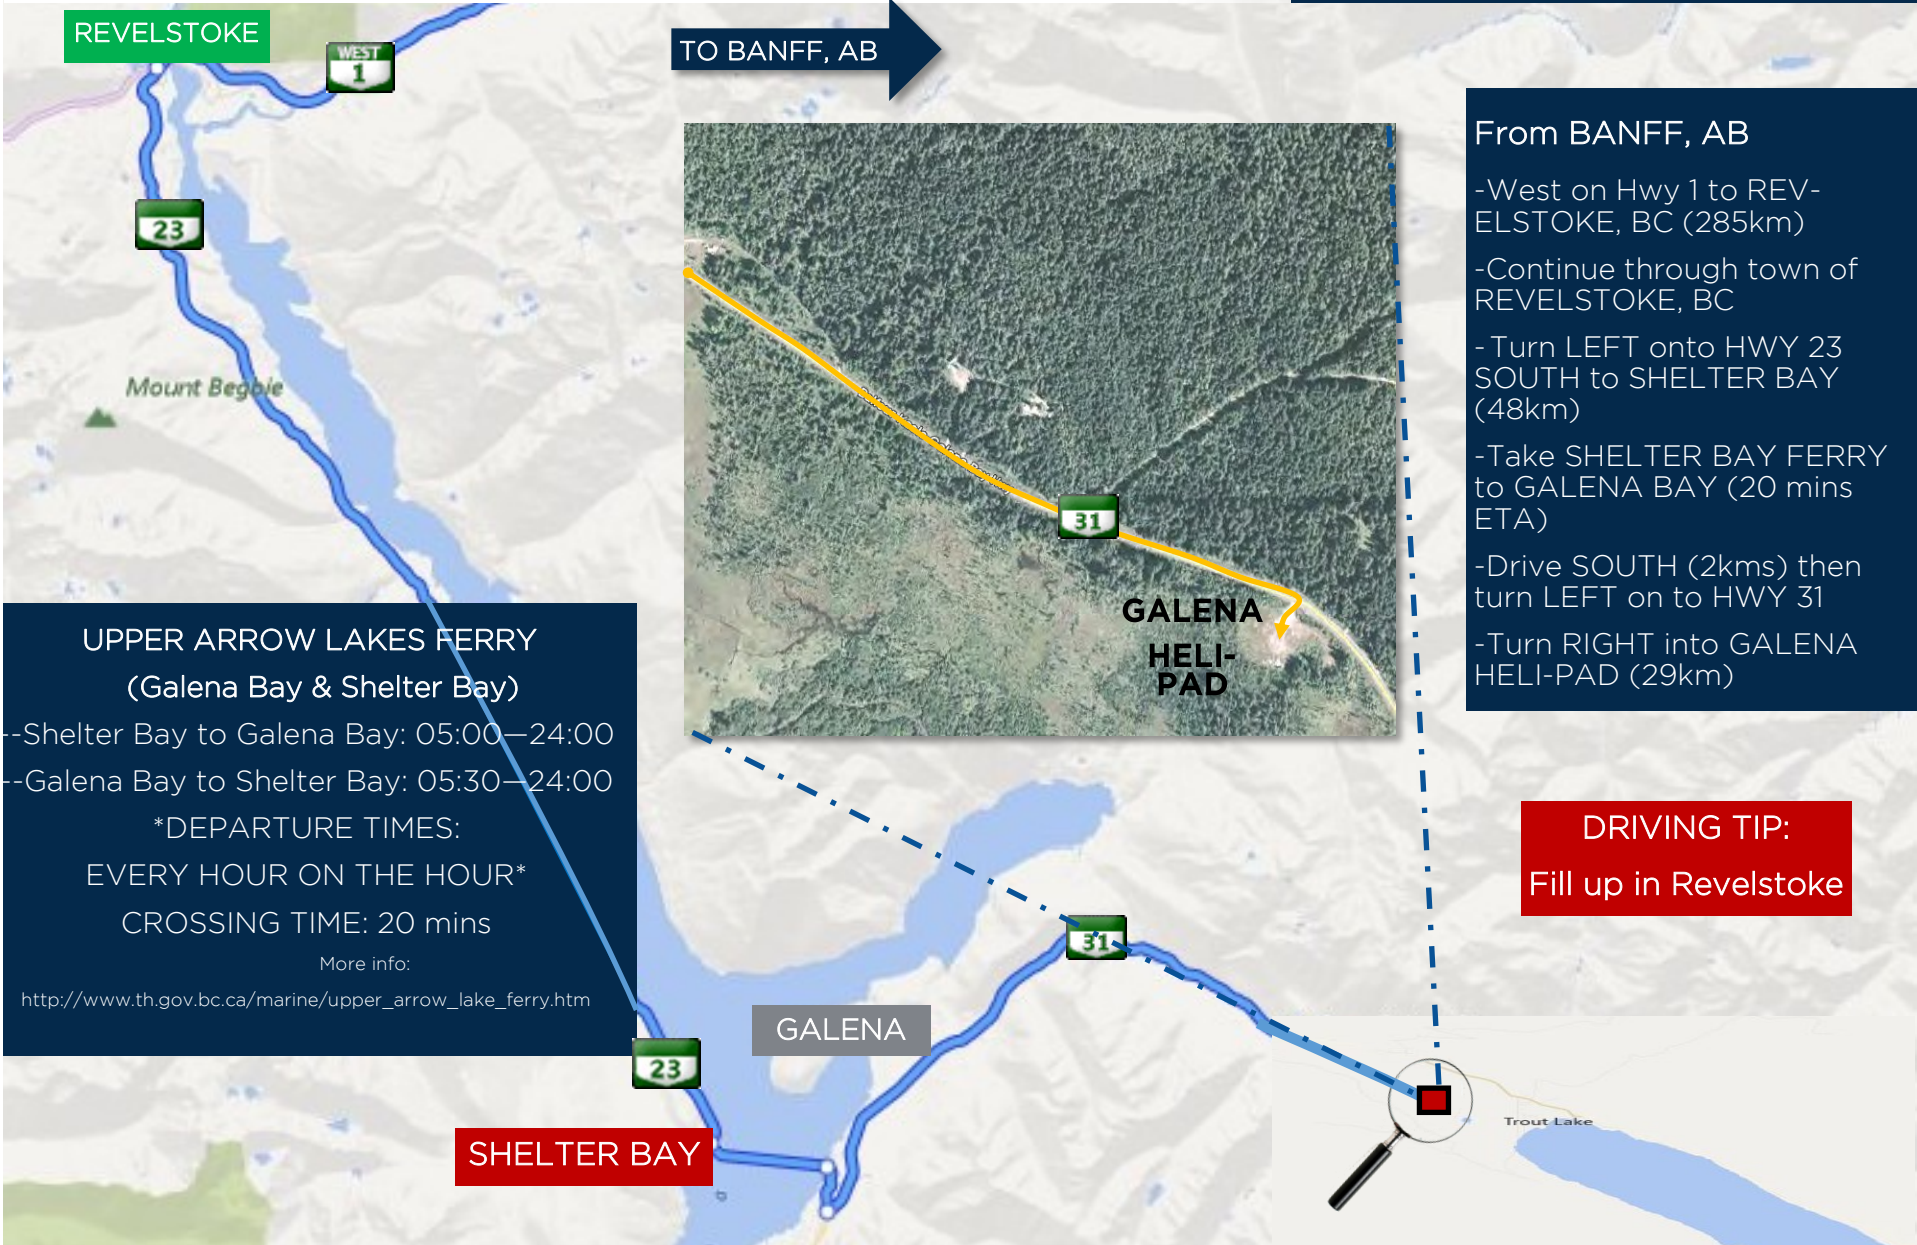 REVELSTOKE
WEST
1
TO BANFF, AB
23
Mount Begbie
From BANFF, AB
-West on Hwy 1 to REV-
ELSTOKE, BC (285km)
-Continue through town of
REVELSTOKE, BC
-Turn LEFT onto HWY 23
SOUTH to SHELTER BAY
(48km)
-Take SHELTER BAY FERRY
to GALENA BAY (20 mins
ETA)
-Drive SOUTH (2kms) then
turn LEFT on to HWY 31
-Turn RIGHT into GALENA
HELI-PAD (29km)
31
GALENA
HELI-
PAD
UPPER ARROW LAKES FERRY
(Galena Bay & Shelter Bay)
--Shelter Bay to Galena Bay: 05:00—24:00
--Galena Bay to Shelter Bay: 05:30—24:00
*DEPARTURE TIMES:
EVERY HOUR ON THE HOUR*
CROSSING TIME: 20 mins
More info:
http://www.th.gov.bc.ca/marine/upper_arrow_lake_ferry.htm
DRIVING TIP:
Fill up in Revelstoke
31
GALENA
23
SHELTER BAY
Trout Lake